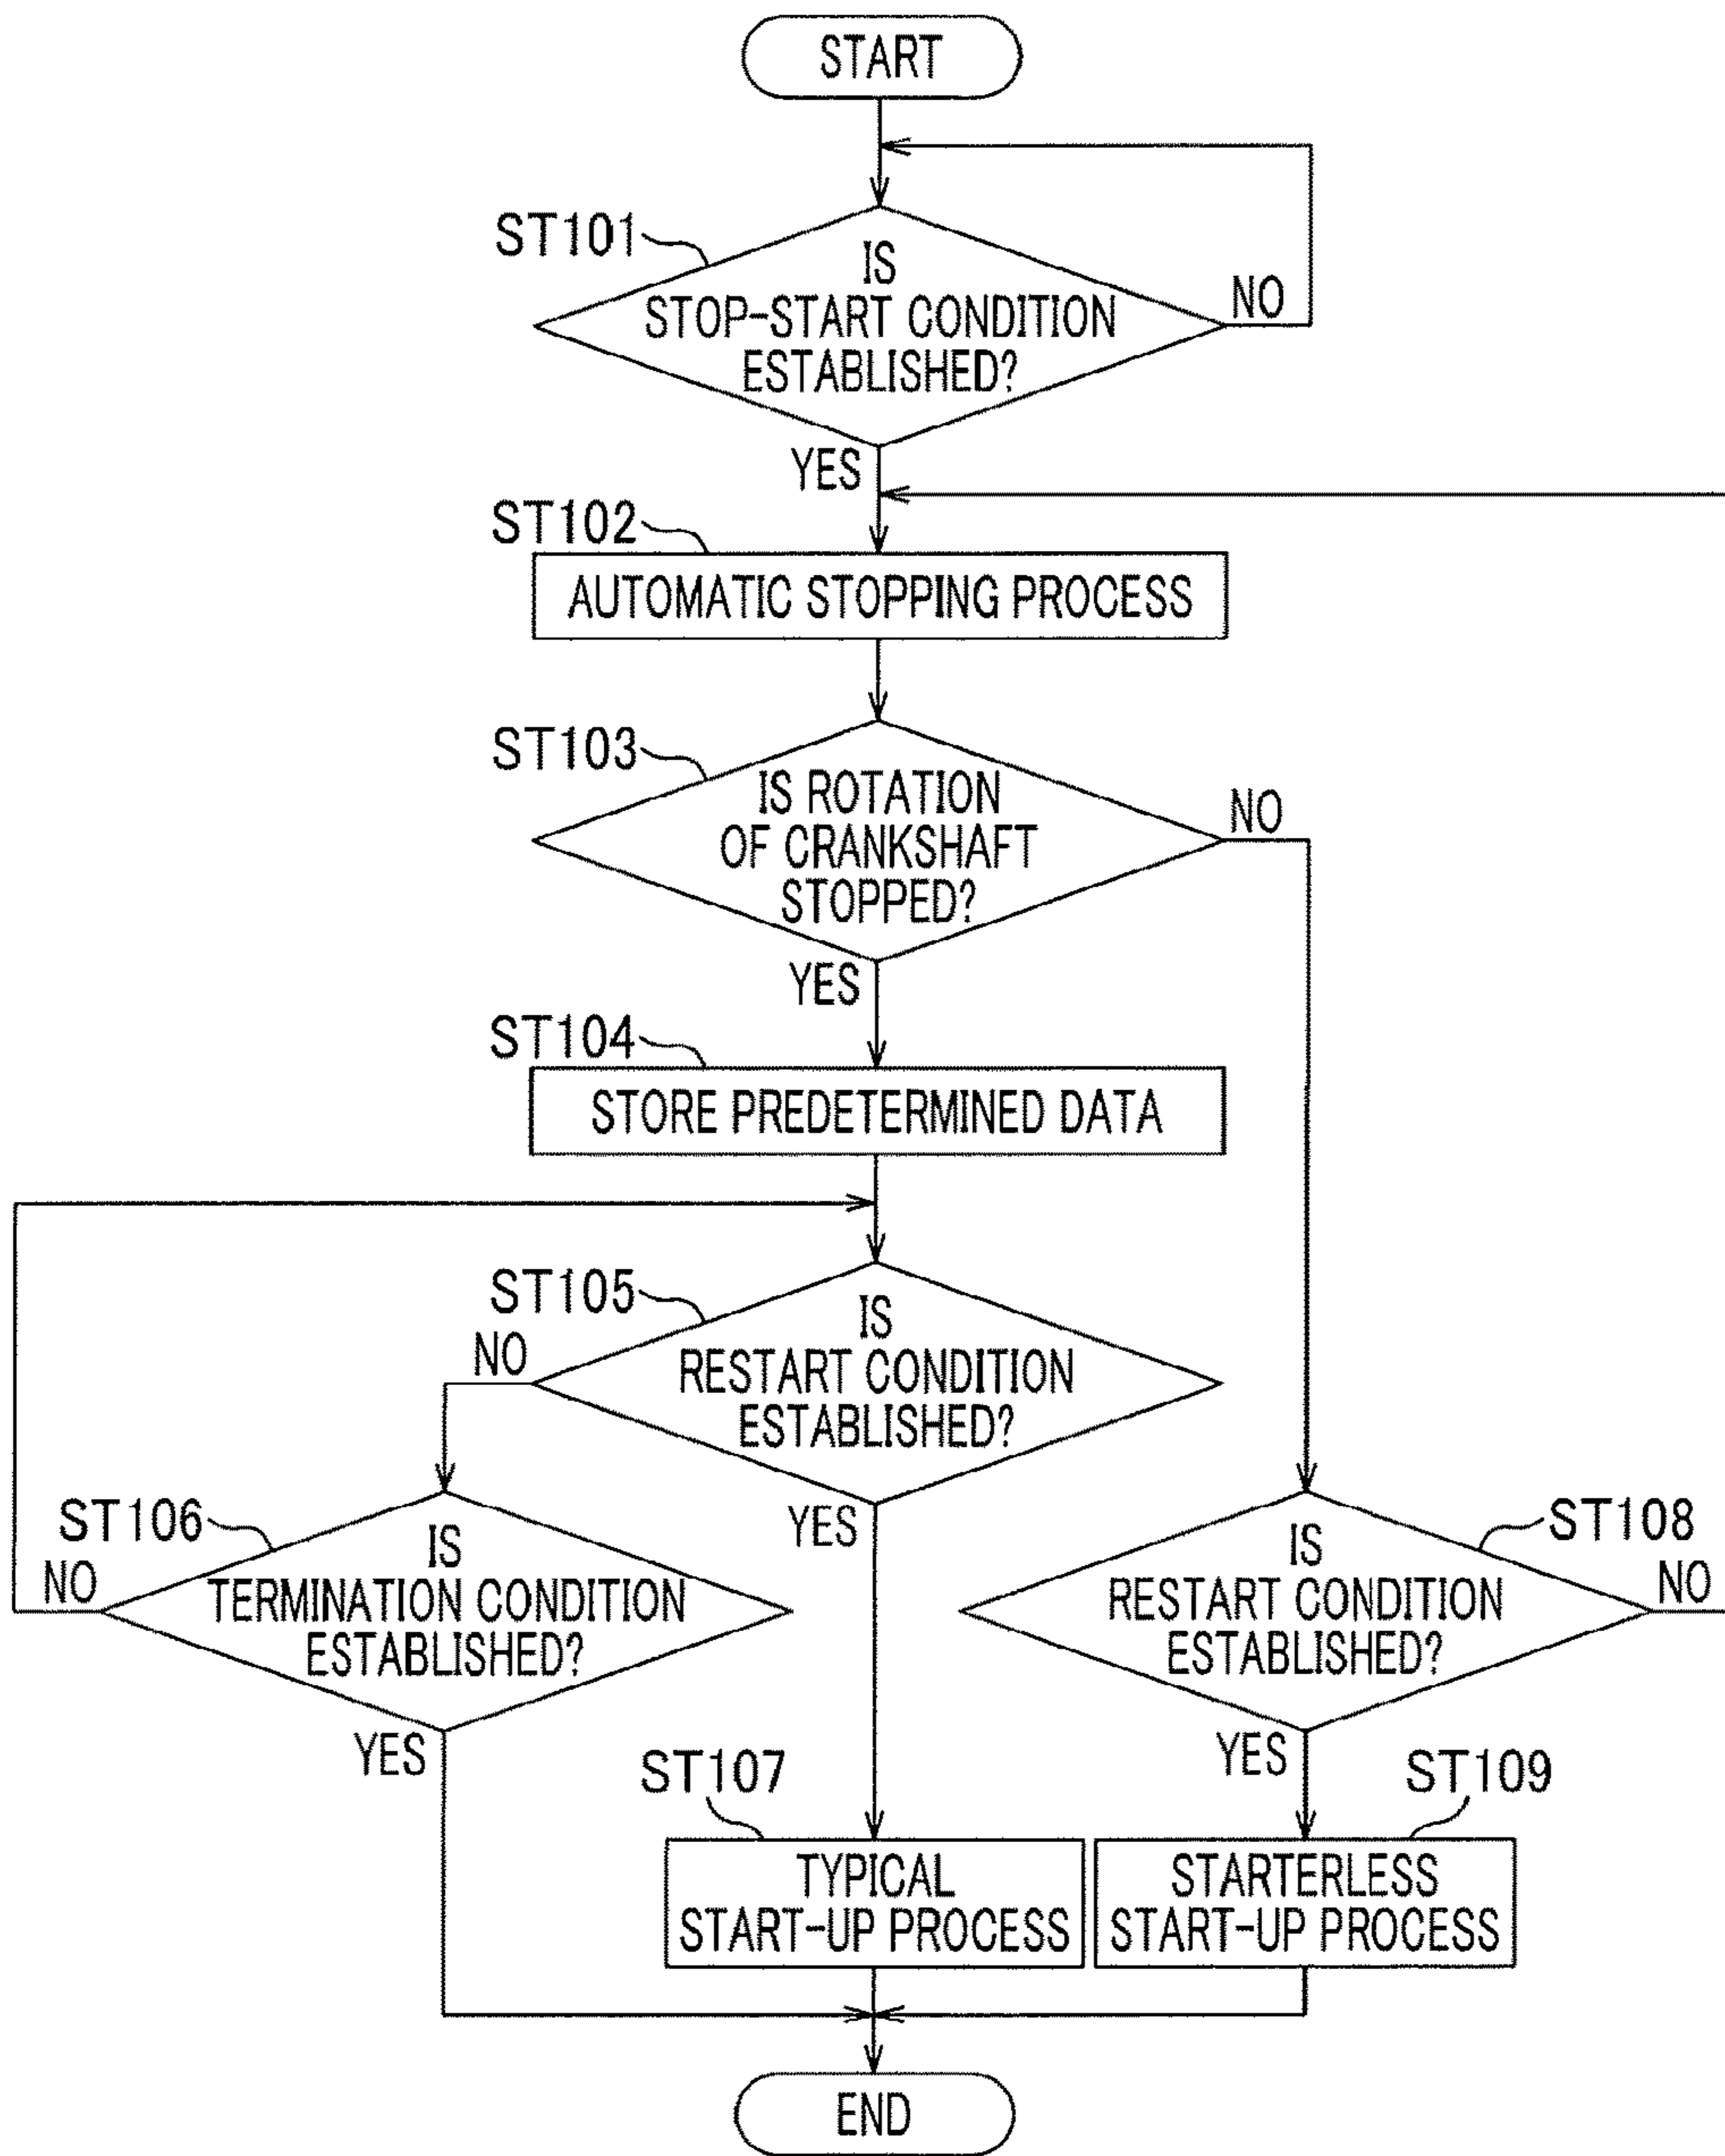 START
ST101
IS
STOP-START CONDITION
ESTABLISHED?
NO
YES
ST102
AUTOMATIC STOPPING PROCESS
ST103
IS ROTATION
OF CRANKSHAFT
STOPPED?
NO
YES
ST104
STORE PREDETERMINED DATA
ST105
IS
RESTART CONDITION
ESTABLISHED?
NO
YES
ST106
IS
TERMINATION CONDITION
ESTABLISHED?
NO
YES
ST108
IS
RESTART CONDITION
ESTABLISHED?
NO
YES
ST107
TYPICAL
START-UP PROCESS
ST109
STARTERLESS
START-UP PROCESS
END